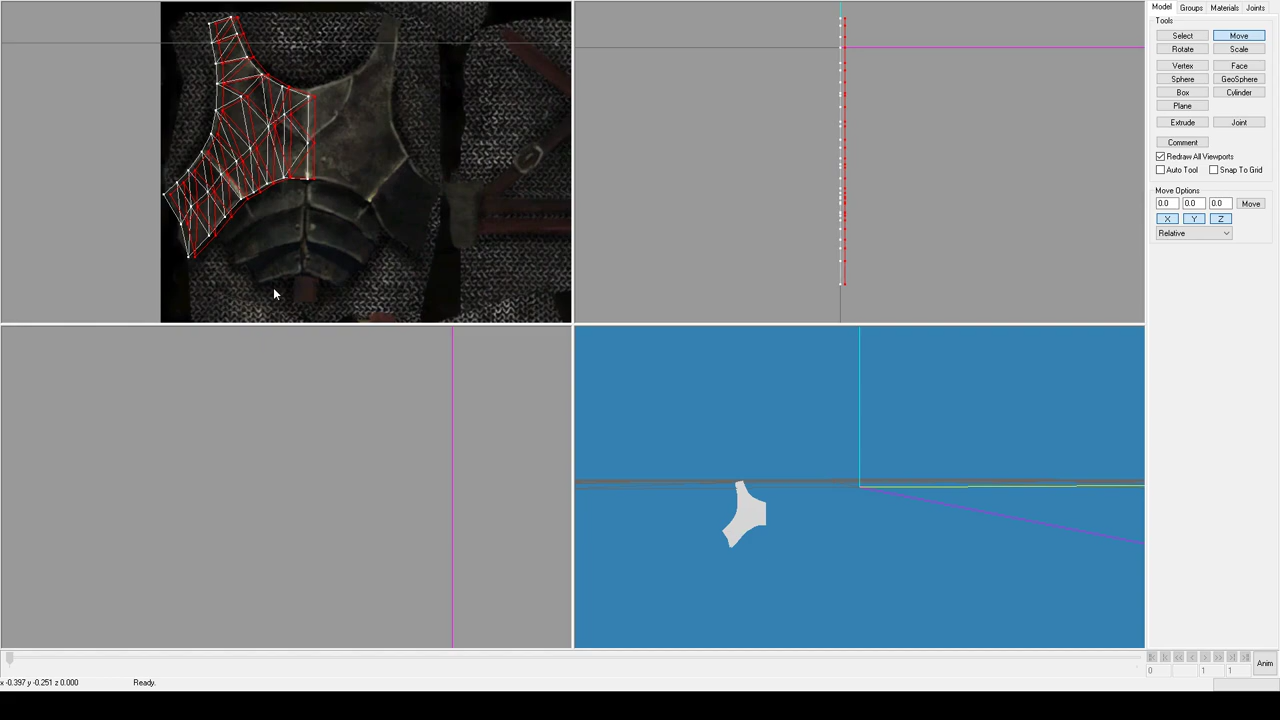 Model Groups Materials Joints
Tools
Select Move
Rotate Scale
Vertex Face
Sphere GeoSphere
Box Cylinder
Plane
Extrude Joint
Comment
Redraw All Viewports
Auto Tool Snap To Grid
Move Options
0.0 0.0 0.0 Move
X Y Z
Relative
0 1 1 Anim
x -0.397 y -0.251 z 0.000 Ready.